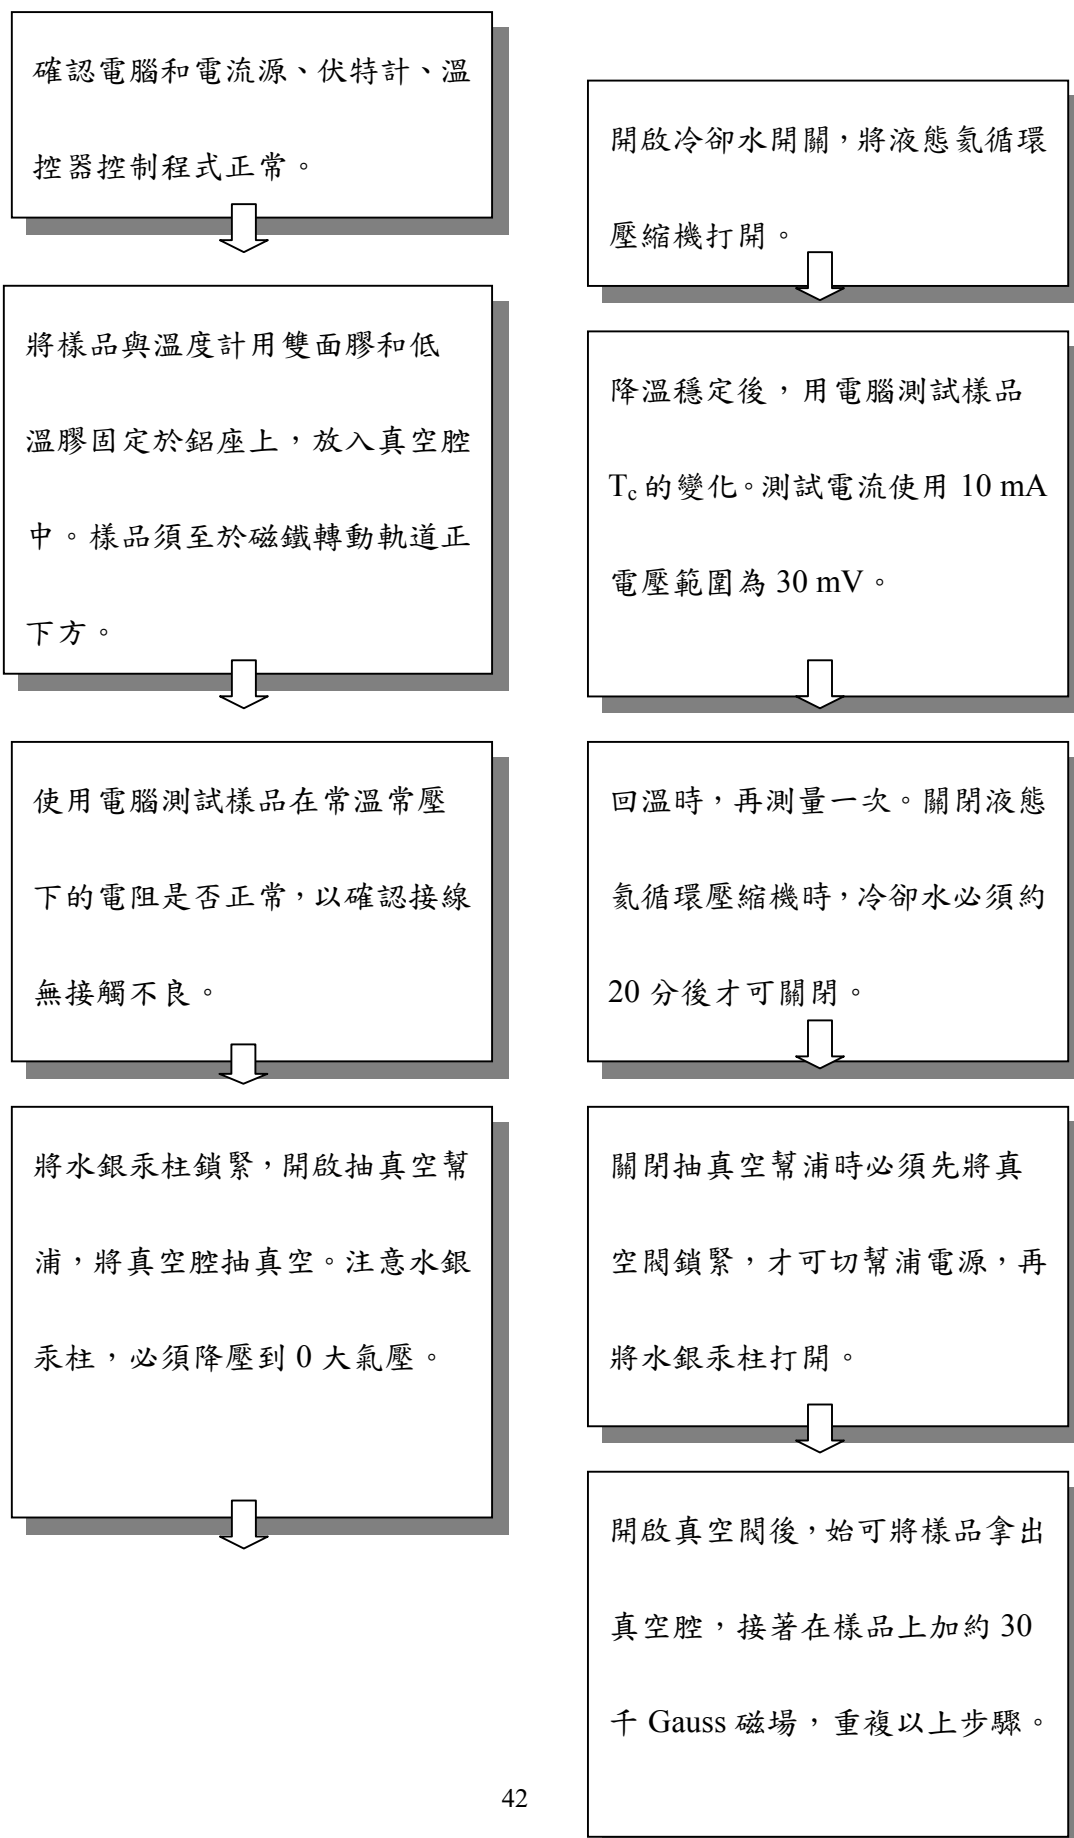 確認電腦和電流源、伏特計、溫
控器控制程式正常。
將樣品與溫度計用雙面膠和低
溫膠固定於鋁座上，放入真空腔
中。樣品須至於磁鐵轉動軌道正
下方。
使用電腦測試樣品在常溫常壓
下的電阻是否正常，以確認接線
無接觸不良。
將水銀汞柱鎖緊，開啟抽真空幫
浦，將真空腔抽真空。注意水銀
汞柱，必須降壓到 0 大氣壓。
開啟冷卻水開關，將液態氦循環
壓縮機打開。
降溫穩定後，用電腦測試樣品
Tc 的變化。測試電流使用 10 mA
電壓範圍為 30 mV。
回溫時，再測量一次。關閉液態
氦循環壓縮機時，冷卻水必須約
20 分後才可關閉。
關閉抽真空幫浦時必須先將真
空閥鎖緊，才可切幫浦電源，再
將水銀汞柱打開。
開啟真空閥後，始可將樣品拿出
真空腔，接著在樣品上加約 30
千 Gauss 磁場，重複以上步驟。
42